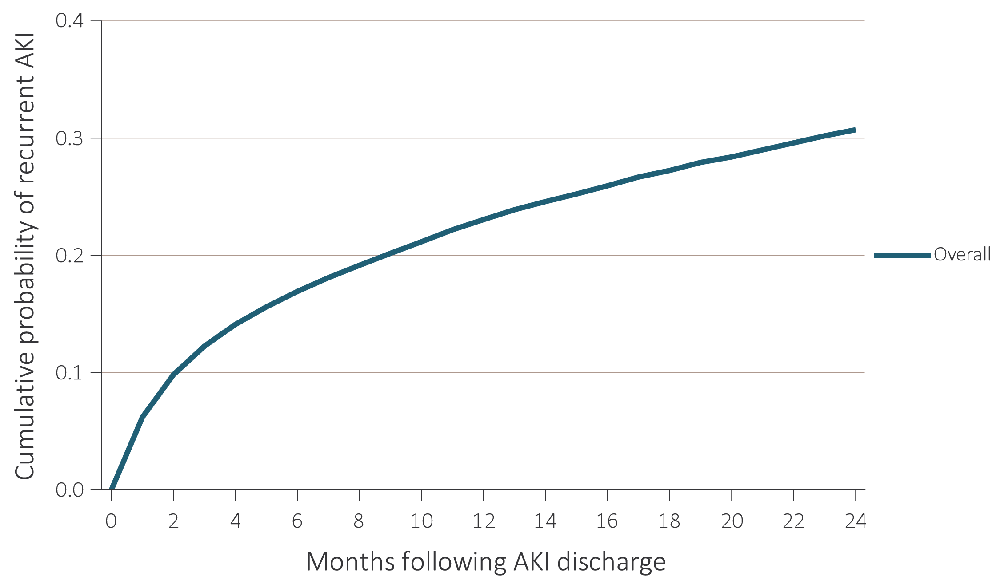 Cumulative probability of recurrent AKI
0.4
0.3
0.2
0.1
0.0
0 2 4 6 8 10 12 14 16 18 20 22 24
Months following AKI discharge
Overall